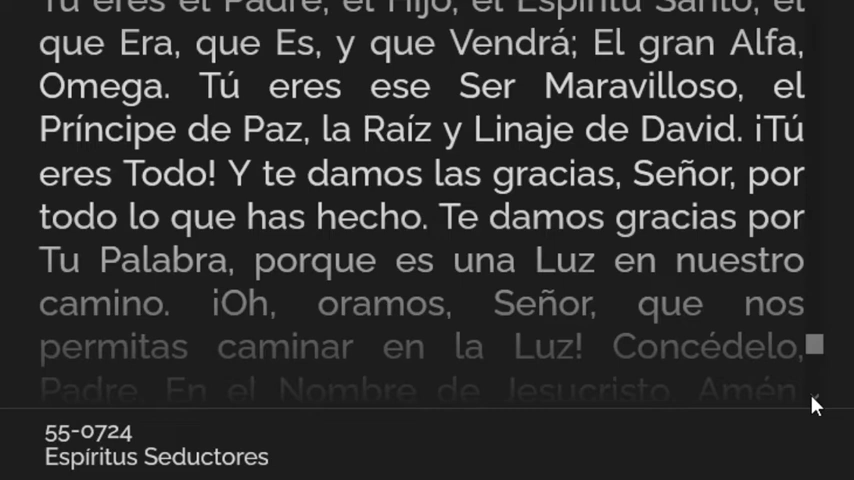 Tú eres el Padre, el Hijo, el Espíritu Santo; el
que Era, que Es, y que Vendrá; El gran Alfa,
Omega. Tú eres ese Ser Maravilloso, el
Príncipe de Paz, la Raíz y Linaje de David. ¡Tú
eres Todo! Y te damos las gracias, Señor, por
todo lo que has hecho. Te damos gracias por
Tu Palabra, porque es una Luz en nuestro
camino. ¡Oh, oramos, Señor, que nos
permitas caminar en la Luz! Concédelo,
Padre. En el Nombre de Jesucristo. Amén.
55-0724
Espíritus Seductores